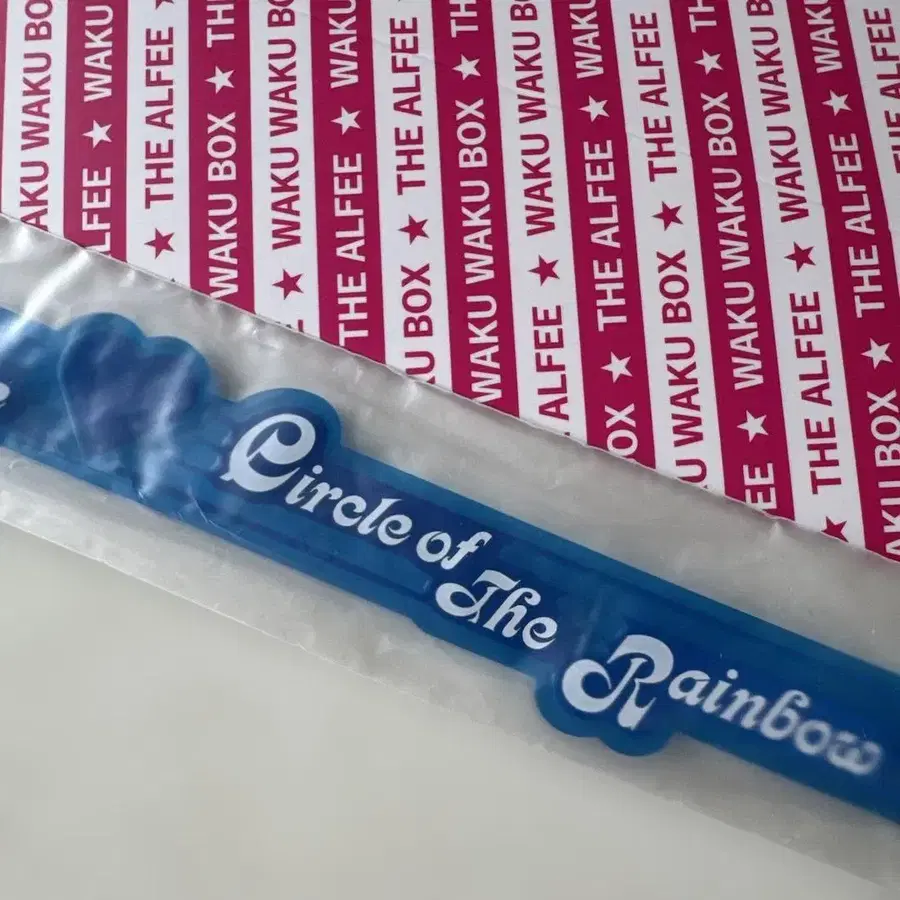 WAKU WAKU BOX ★ THE ALFEE ★ WAKU WAKU BOX ★ THE ALFEE
Circle of The Rainbow